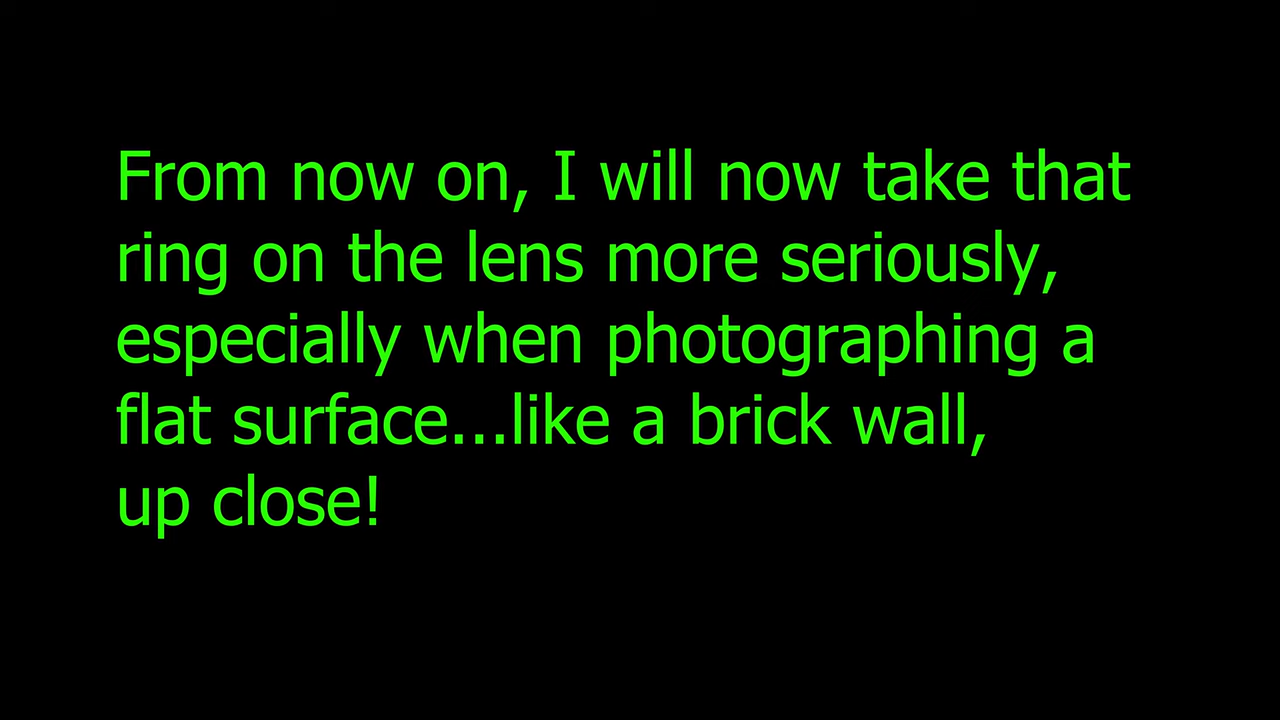 From now on, I will now take that
ring on the lens more seriously,
especially when photographing a
flat surface...like a brick wall,
up close!